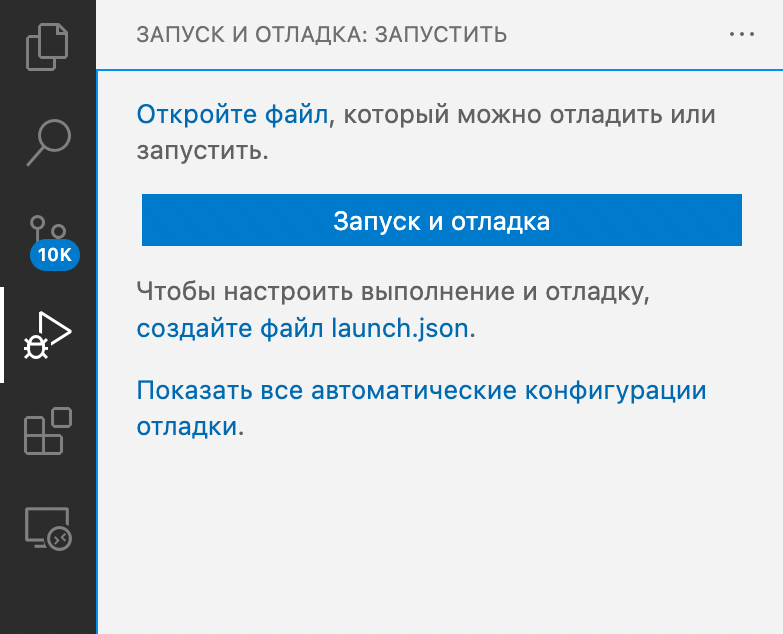 ЗАПУСК И ОТЛАДКА: ЗАПУСТИТЬ
Откройте файл, который можно отладить или
запустить.
Запуск и отладка
10K
Чтобы настроить выполнение и отладку,
создайте файл launch.json.
Показать все автоматические конфигурации
отладки.